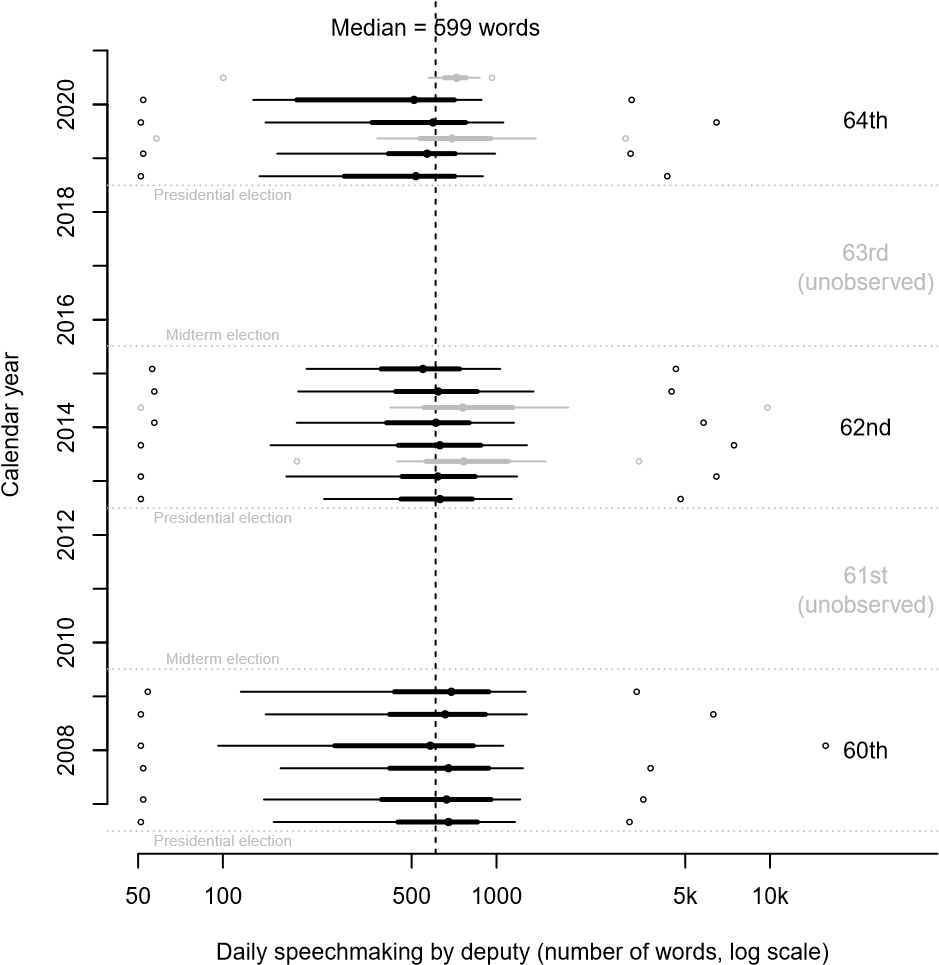 Median = 599 words
2020
64th
Presidential election
2018
63rd
(unobserved)
2016
Midterm election
2014
62nd
Presidential election
2012
61st
(unobserved)
2010
Midterm election
2008
60th
Presidential election
Calendar year
50 100 500 1000 5k 10k
Daily speechmaking by deputy (number of words, log scale)